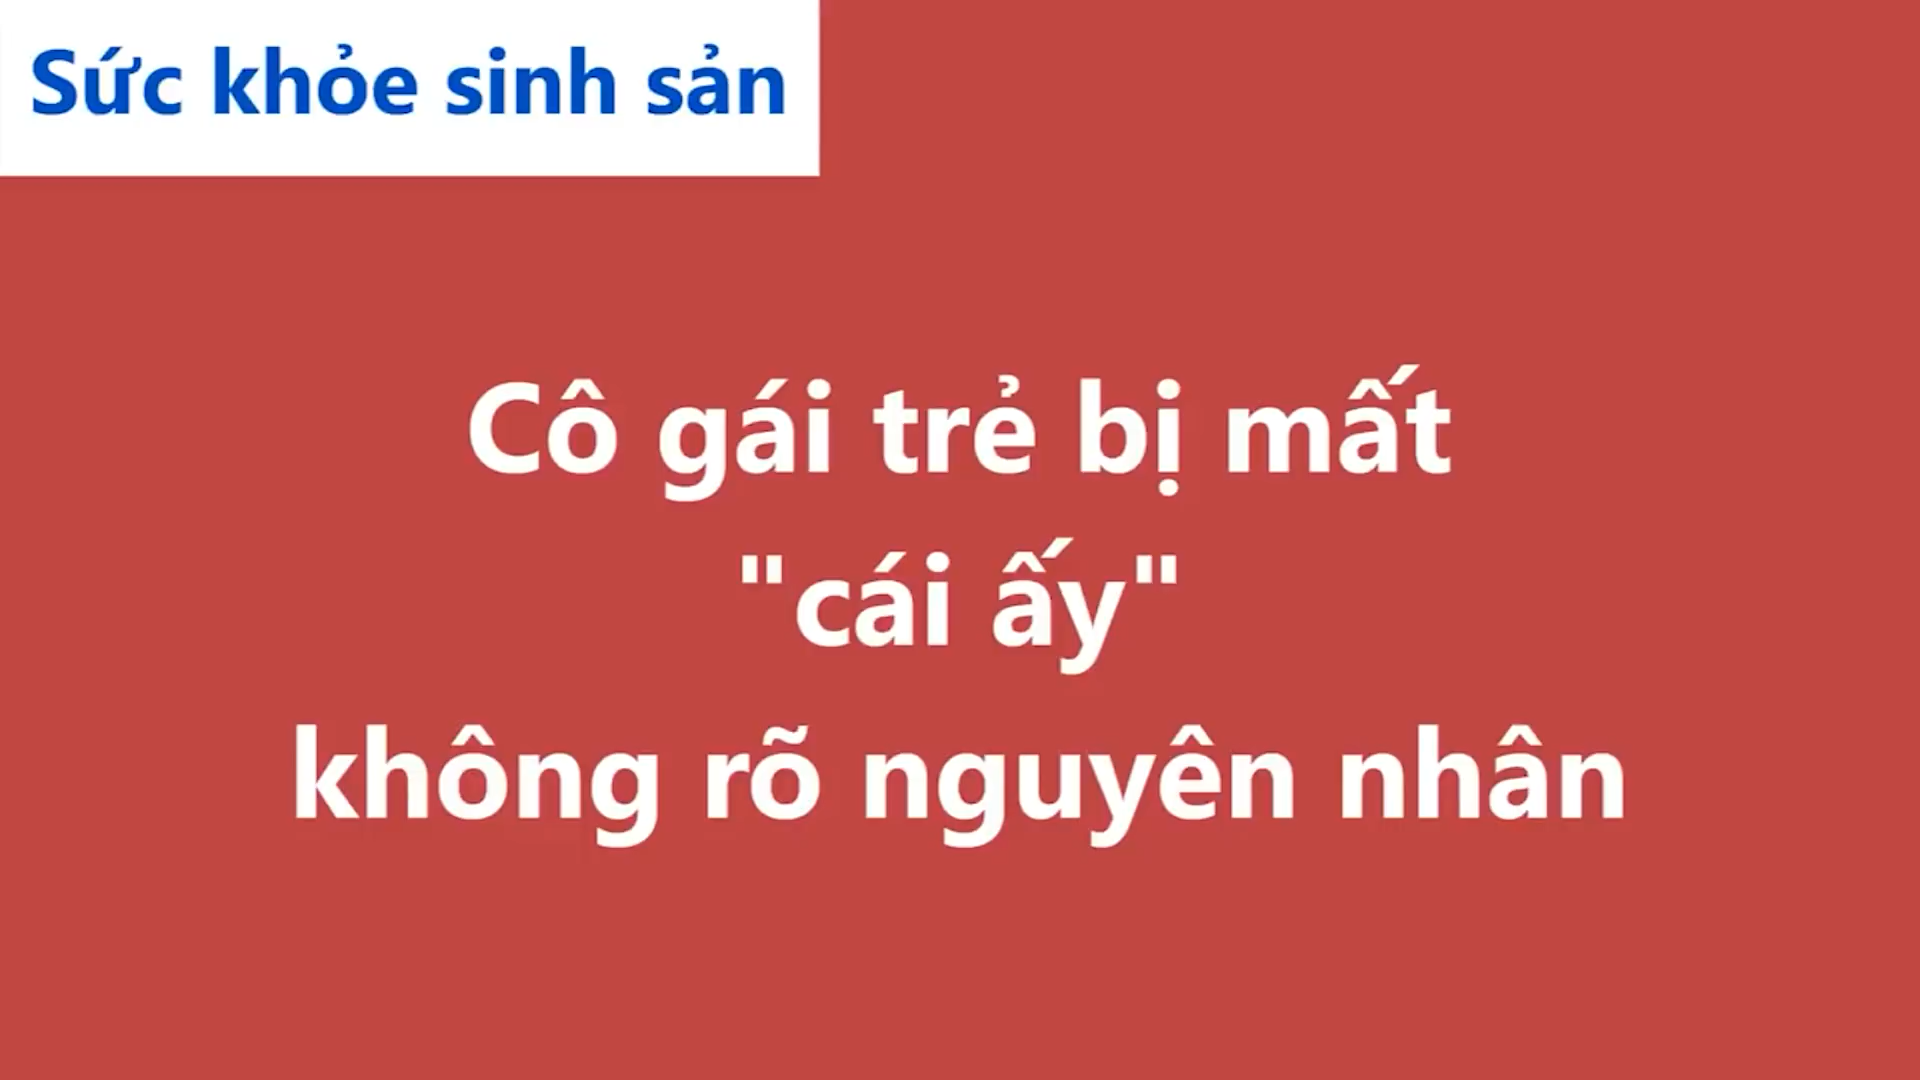 Sức khỏe sinh sản
Cô gái trẻ bị mất
"cái ấy"
không rõ nguyên nhân